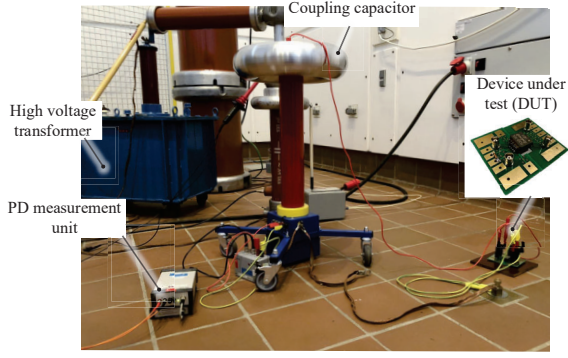 Coupling capacitor
Device under
test (DUT)
High voltage
transformer
PD measurement
unit